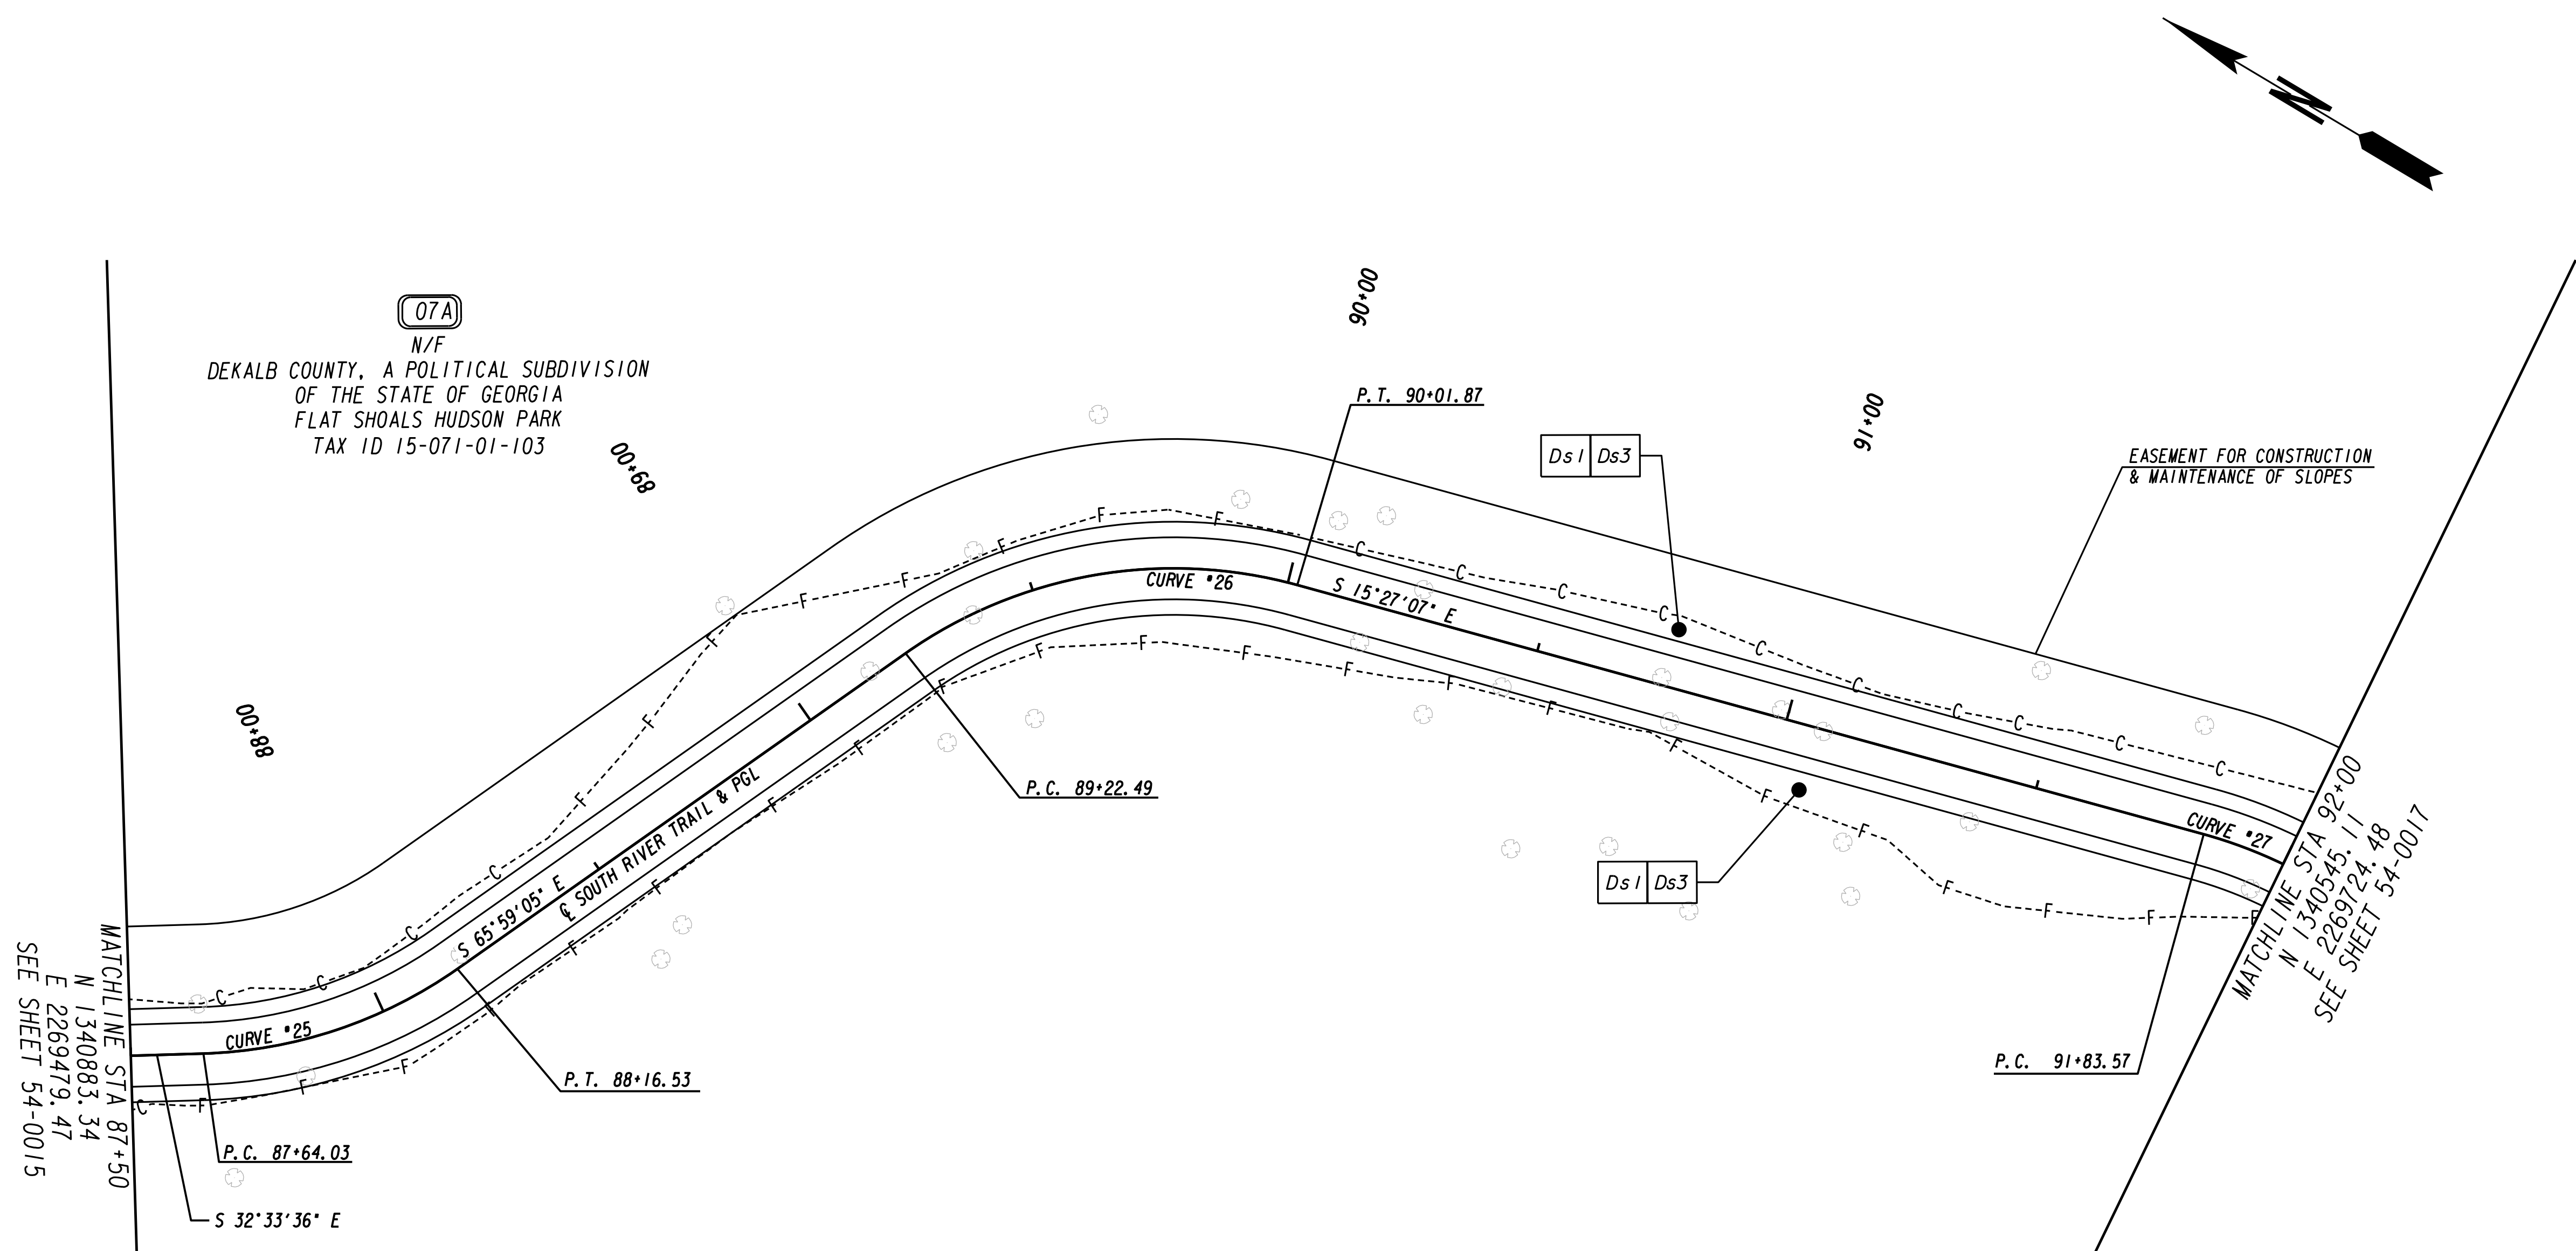 N
07A
N/F
DEKALB COUNTY, A POLITICAL SUBDIVISION
OF THE STATE OF GEORGIA
FLAT SHOALS HUDSON PARK
TAX ID 15-071-01-103
88+00
89+00
90+00
91+00
P.T. 90+01.87
Ds1 Ds3
EASEMENT FOR CONSTRUCTION
& MAINTENANCE OF SLOPES
CURVE #26
S 15°27'07" E
P.C. 89+22.49
℄ SOUTH RIVER TRAIL & PGL
S 65°59'05" E
CURVE #25
P.T. 88+16.53
P.C. 87+64.03
S 32°33'36" E
Ds1 Ds3
CURVE #27
P.C. 91+83.57
MATCHLINE STA 87+50
N 1340883.34
E 2269479.47
SEE SHEET 54-0015
MATCHLINE STA 92+00
N 1340545.11
E 2269724.48
SEE SHEET 54-0017
C C C C F F F F F F F F C C C C C C C C C C
C F F F F F F F F F F F F F F F F F F F F F F